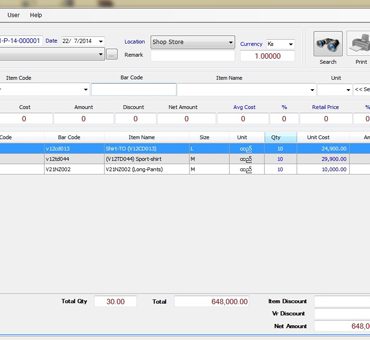 User Help
-P-14-000001 Date 22/ 7/2014 Location Shop Store Currency Ks
Remark 1.00000 Search Print
Item Code Bar Code Item Name Unit
<< Se
Cost Amount Discount Net Amount Avg Cost % Retail Price %
0 0 0 0 0 0 0 0
Code Bar Code Item Name Size Unit Qty Unit Cost Am
v12cd013 Shirt-TO (V12CD013) L ထည် 10 24,900.00
v12td044 (V12TD044) Sport-shirt M ထည် 10 29,900.00
V21NZ002 V21NZ002 (Long-Pants) M ထည် 10 10,000.00
Total Qty 30.00 Total 648,000.00 Item Discount
Vr Discount
Net Amount 648,0